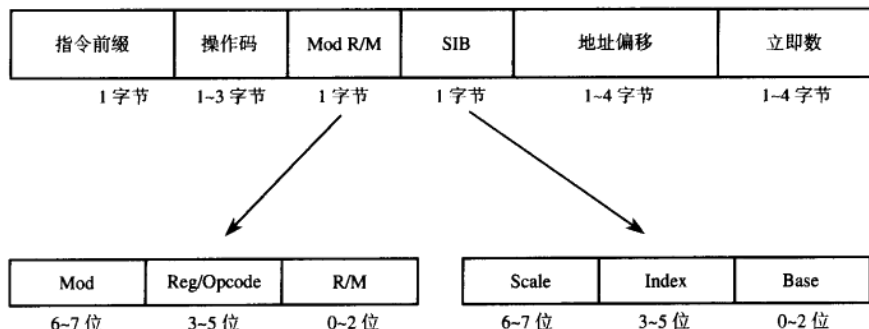 指令前缀 操作码 Mod R/M SIB 地址偏移 立即数
1 字节 1~3 字节 1 字节 1 字节 1~4 字节 1~4 字节
Mod Reg/Opcode R/M Scale Index Base
6~7 位 3~5 位 0~2 位 6~7 位 3~5 位 0~2 位